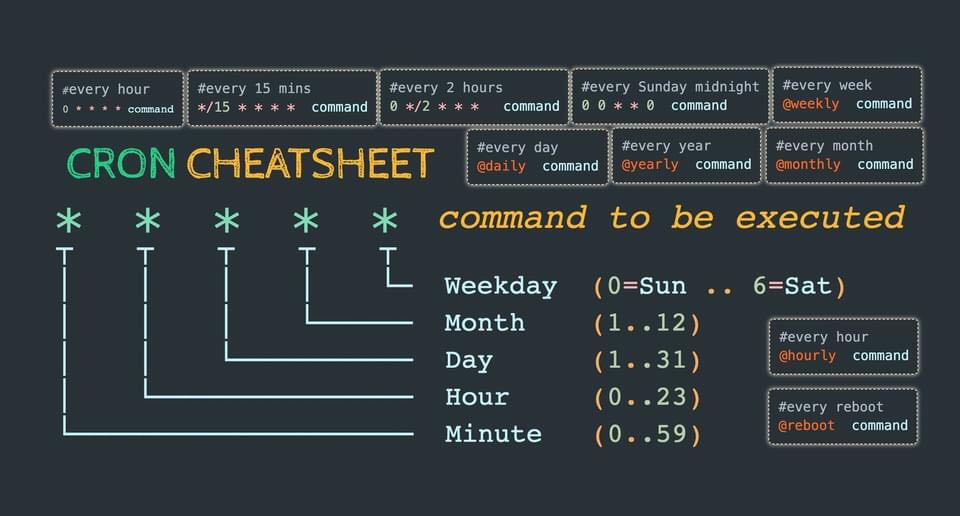 #every hour
0 * * * * command
#every 15 mins
*/15 * * * * command
#every 2 hours
0 */2 * * * command
#every Sunday midnight
0 0 * * 0 command
#every week
@weekly command
CRON CHEATSHEET
#every day
@daily command
#every year
@yearly command
#every month
@monthly command
* * * * * command to be executed
Weekday (0=Sun .. 6=Sat)
Month (1..12)
Day (1..31)
Hour (0..23)
Minute (0..59)
#every hour
@hourly command
#every reboot
@reboot command